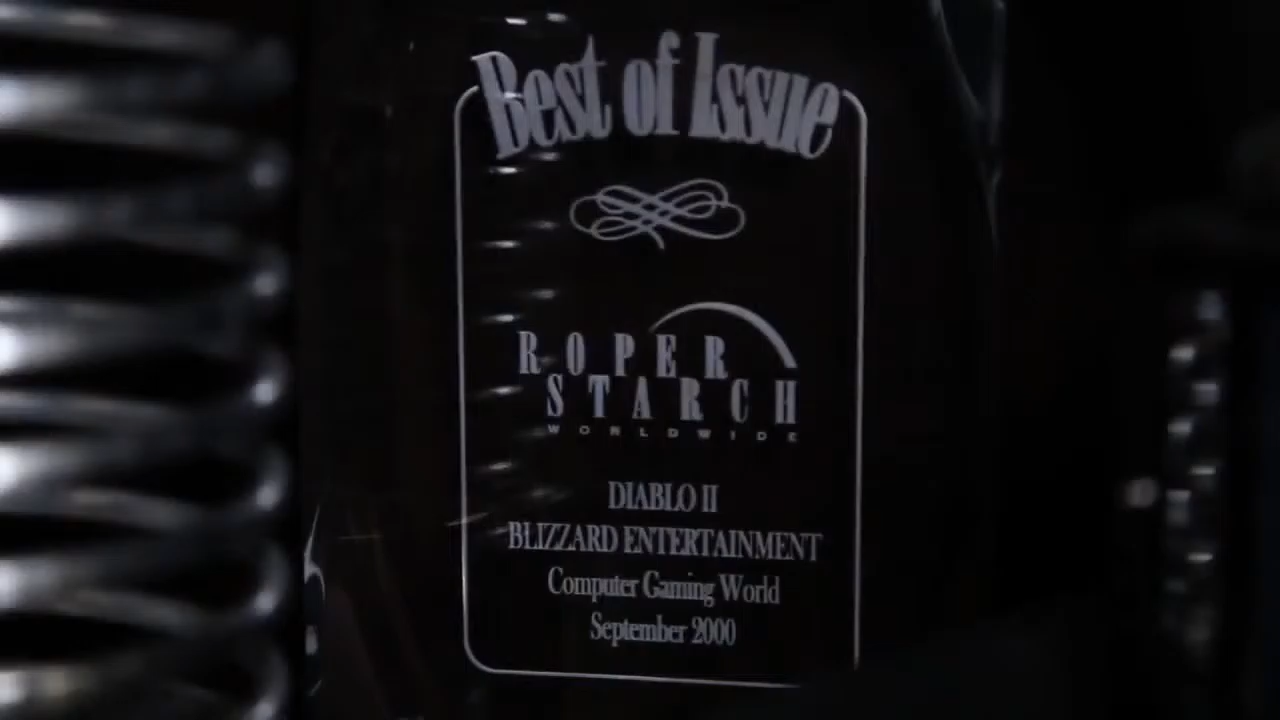 Best of Issue
ROPER
STARCH
WORLDWIDE
DIABLO II
BLIZZARD ENTERTAINMENT
Computer Gaming World
September 2000